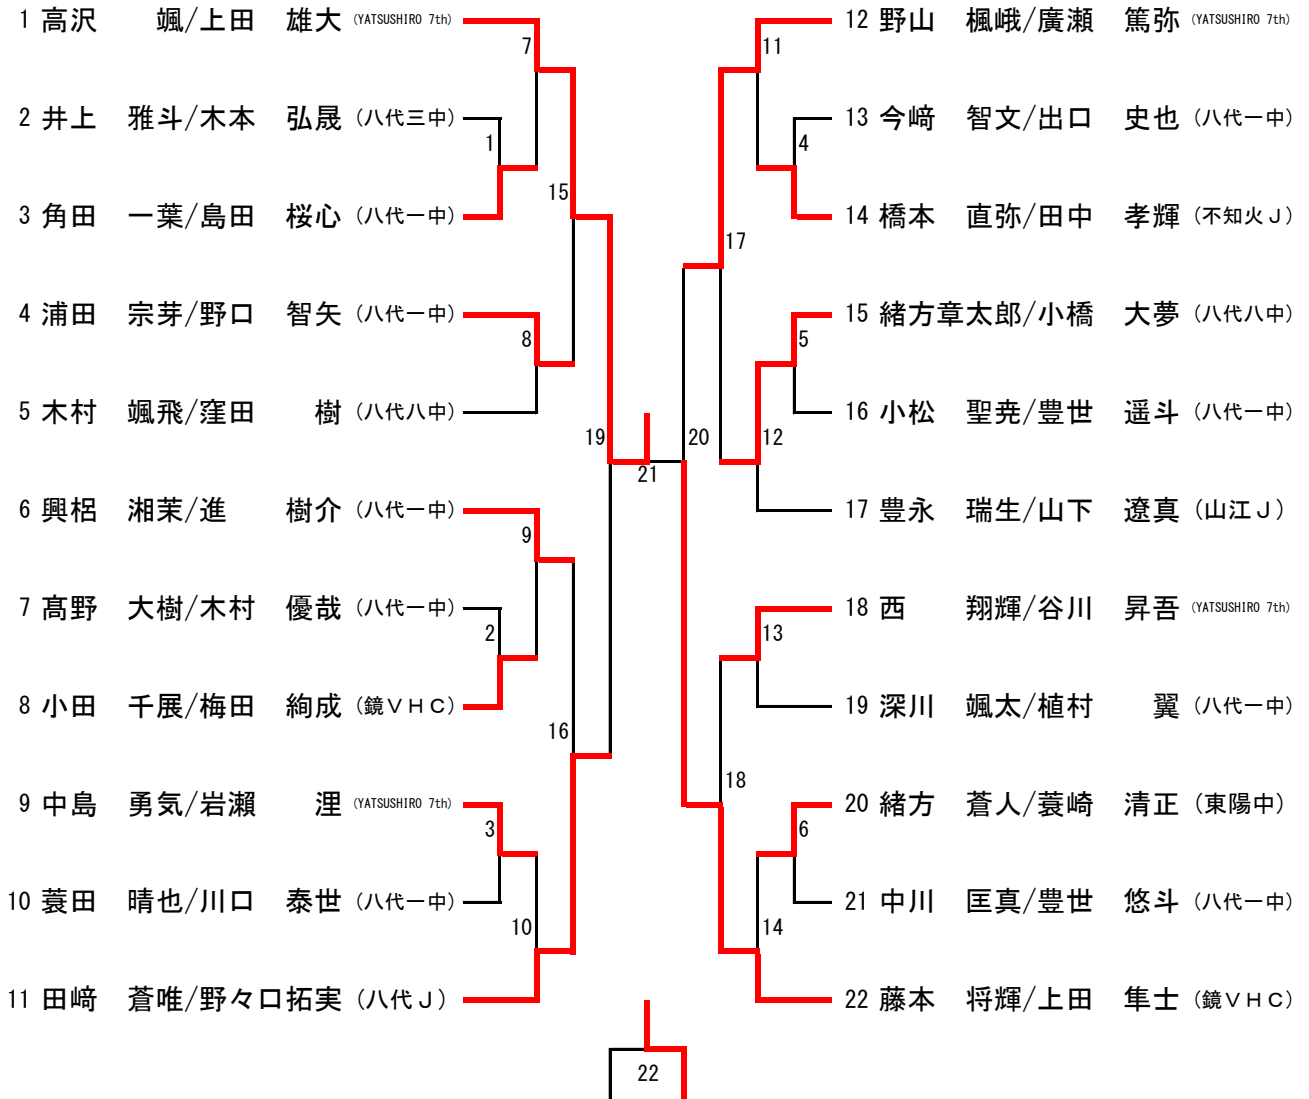 1 高沢　　颯/上田　雄大 (YATSUSHIRO 7th)
2 井上　雅斗/木本　弘晟 (八代三中)
3 角田　一葉/島田　桜心 (八代一中)
4 浦田　宗芽/野口　智矢 (八代一中)
5 木村　颯飛/窪田　　樹 (八代八中)
6 興梠　湘茉/進　　樹介 (八代一中)
7 髙野　大樹/木村　優哉 (八代一中)
8 小田　千展/梅田　絢成 (鏡ＶＨＣ)
9 中島　勇気/岩瀨　　浬 (YATSUSHIRO 7th)
10 蓑田　晴也/川口　泰世 (八代一中)
11 田﨑　蒼唯/野々口拓実 (八代Ｊ)
7
1
15
8
19
9
2
16
3
10
21
22
11
4
17
5
20
12
13
18
6
14
12 野山　楓峨/廣瀬　篤弥 (YATSUSHIRO 7th)
13 今﨑　智文/出口　史也 (八代一中)
14 橋本　直弥/田中　孝輝 (不知火Ｊ)
15 緒方章太郎/小橋　大夢 (八代八中)
16 小松　聖尭/豊世　遥斗 (八代一中)
17 豊永　瑞生/山下　遼真 (山江Ｊ)
18 西　　翔輝/谷川　昇吾 (YATSUSHIRO 7th)
19 深川　颯太/植村　　翼 (八代一中)
20 緒方　蒼人/蓑崎　清正 (東陽中)
21 中川　匡真/豊世　悠斗 (八代一中)
22 藤本　将輝/上田　隼士 (鏡ＶＨＣ)